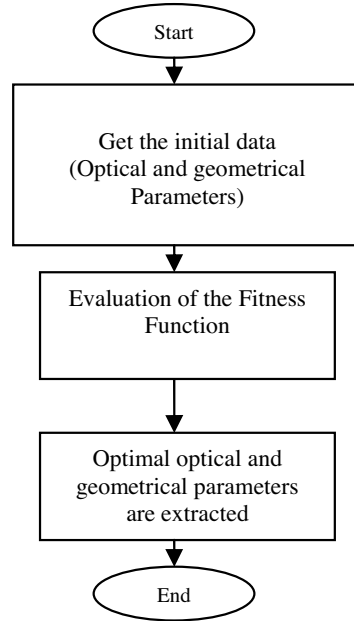 Start
Get the initial data
(Optical and geometrical
Parameters)
Evaluation of the Fitness
Function
Optimal optical and
geometrical parameters
are extracted
End